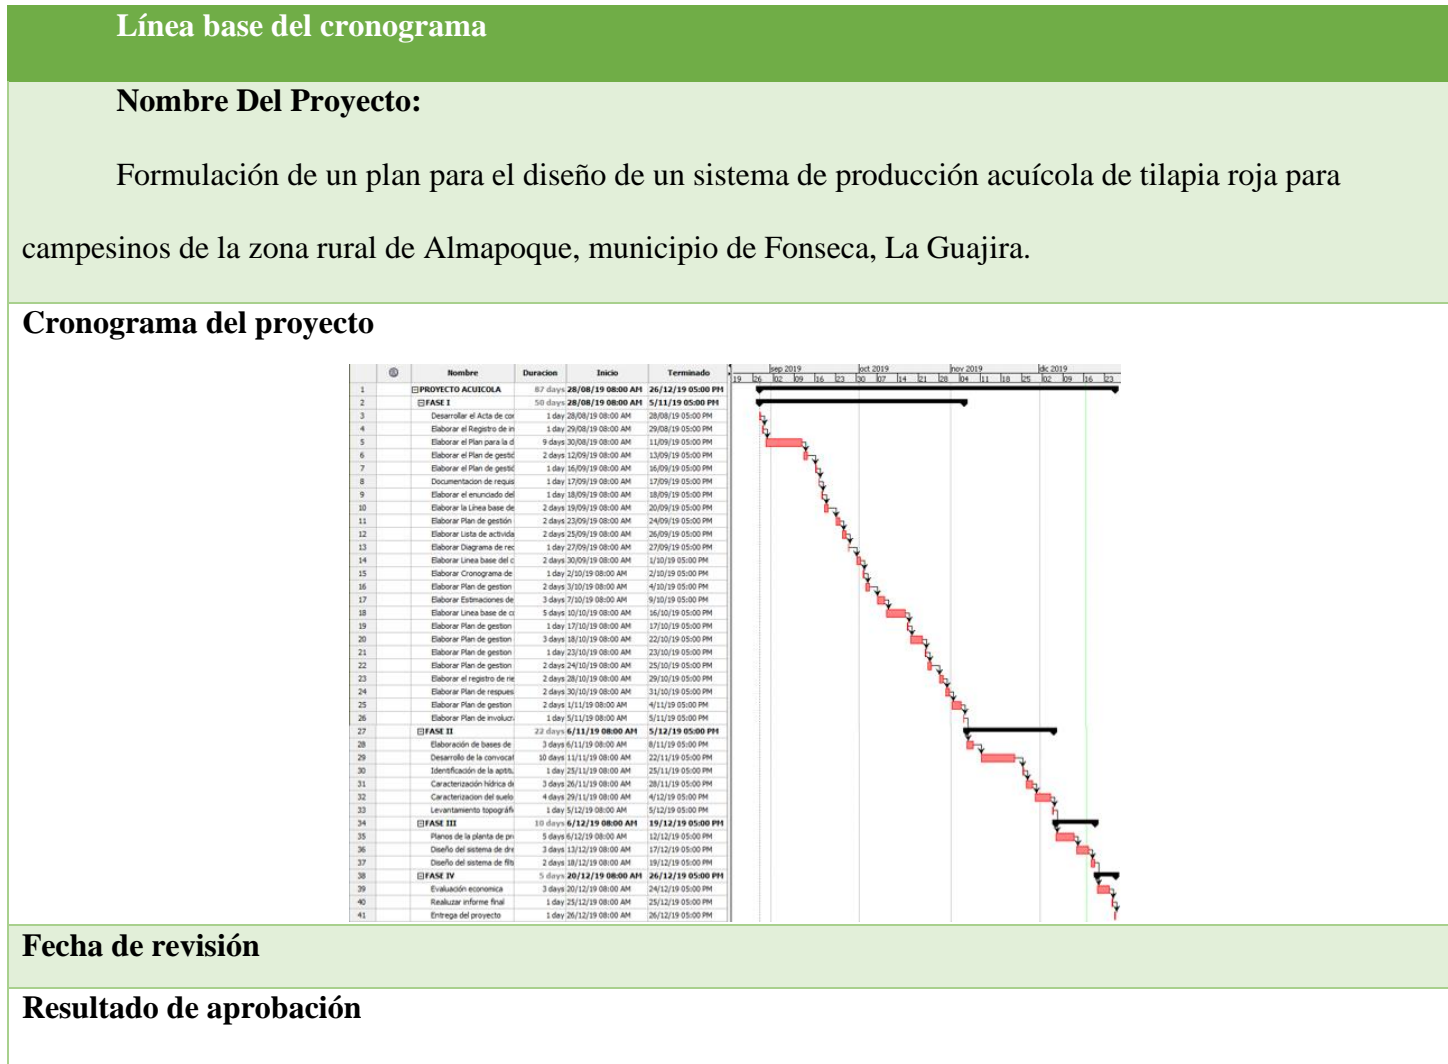 Línea base del cronograma
Nombre Del Proyecto:
Formulación de un plan para el diseño de un sistema de producción acuícola de tilapia roja para
campesinos de la zona rural de Almapoque, municipio de Fonseca, La Guajira.
Cronograma del proyecto
sep 2019 oct 2019 nov 2019 dic 2019
Nombre Duracion Inicio Terminado 19 26 02 09 16 23 30 07 14 21 28 04 11 18 25 02 09 16 23
1 PROYECTO ACUICOLA 87 days 28/08/19 08:00 AM 26/12/19 05:00 PM
2 FASE I 50 days 28/08/19 08:00 AM 5/11/19 05:00 PM
3 Desarrollar el Acta de cor 1 day 28/08/19 08:00 AM 28/08/19 05:00 PM
4 Elaborar el Registro de in 1 day 29/08/19 08:00 AM 29/08/19 05:00 PM
5 Elaborar el Plan para la d 9 days 30/08/19 08:00 AM 11/09/19 05:00 PM
6 Elaborar el Plan de gestió 2 days 12/09/19 08:00 AM 13/09/19 05:00 PM
7 Elaborar el Plan de gestió 1 day 16/09/19 08:00 AM 16/09/19 05:00 PM
8 Documentacion de requis 1 day 17/09/19 08:00 AM 17/09/19 05:00 PM
9 Elaborar el enunciado del 1 day 18/09/19 08:00 AM 18/09/19 05:00 PM
10 Elaborar la Línea base de 2 days 19/09/19 08:00 AM 20/09/19 05:00 PM
11 Elaborar Plan de gestión 2 days 23/09/19 08:00 AM 24/09/19 05:00 PM
12 Elaborar Lista de activida 2 days 25/09/19 08:00 AM 26/09/19 05:00 PM
13 Elaborar Diagrama de rec 1 day 27/09/19 08:00 AM 27/09/19 05:00 PM
14 Elaborar Linea base del c 2 days 30/09/19 08:00 AM 1/10/19 05:00 PM
15 Elaborar Cronograma de 1 day 2/10/19 08:00 AM 2/10/19 05:00 PM
16 Elaborar Plan de gestion 2 days 3/10/19 08:00 AM 4/10/19 05:00 PM
17 Elaborar Estimaciones de 3 days 7/10/19 08:00 AM 9/10/19 05:00 PM
18 Elaborar Linea base de co 5 days 10/10/19 08:00 AM 16/10/19 05:00 PM
19 Elaborar Plan de gestion 1 day 17/10/19 08:00 AM 17/10/19 05:00 PM
20 Elaborar Plan de gestion 3 days 18/10/19 08:00 AM 22/10/19 05:00 PM
21 Elaborar Plan de gestion 1 day 23/10/19 08:00 AM 23/10/19 05:00 PM
22 Elaborar Plan de gestion 2 days 24/10/19 08:00 AM 25/10/19 05:00 PM
23 Elaborar el registro de rie 2 days 28/10/19 08:00 AM 29/10/19 05:00 PM
24 Elaborar Plan de respues 2 days 30/10/19 08:00 AM 31/10/19 05:00 PM
25 Elaborar Plan de gestion 2 days 1/11/19 08:00 AM 4/11/19 05:00 PM
26 Elaborar Plan de involucr 1 day 5/11/19 08:00 AM 5/11/19 05:00 PM
27 FASE II 22 days 6/11/19 08:00 AM 5/12/19 05:00 PM
28 Elaboración de bases de 3 days 6/11/19 08:00 AM 8/11/19 05:00 PM
29 Desarrollo de la convocat 10 days 11/11/19 08:00 AM 22/11/19 05:00 PM
30 Identificación de la aptit 1 day 25/11/19 08:00 AM 25/11/19 05:00 PM
31 Caracterización hídrica de 3 days 26/11/19 08:00 AM 28/11/19 05:00 PM
32 Caracterizacion del suelo 4 days 29/11/19 08:00 AM 4/12/19 05:00 PM
33 Levantamiento topográfi 1 day 5/12/19 08:00 AM 5/12/19 05:00 PM
34 FASE III 10 days 6/12/19 08:00 AM 19/12/19 05:00 PM
35 Planos de la planta de pr 5 days 6/12/19 08:00 AM 12/12/19 05:00 PM
36 Diseño del sistema de dre 3 days 13/12/19 08:00 AM 17/12/19 05:00 PM
37 Diseño del sistema de filt 2 days 18/12/19 08:00 AM 19/12/19 05:00 PM
38 FASE IV 5 days 20/12/19 08:00 AM 26/12/19 05:00 PM
39 Evaluación economica 3 days 20/12/19 08:00 AM 24/12/19 05:00 PM
40 Realuzar informe final 1 day 25/12/19 08:00 AM 25/12/19 05:00 PM
41 Entrega del proyecto 1 day 26/12/19 08:00 AM 26/12/19 05:00 PM
Fecha de revisión
Resultado de aprobación